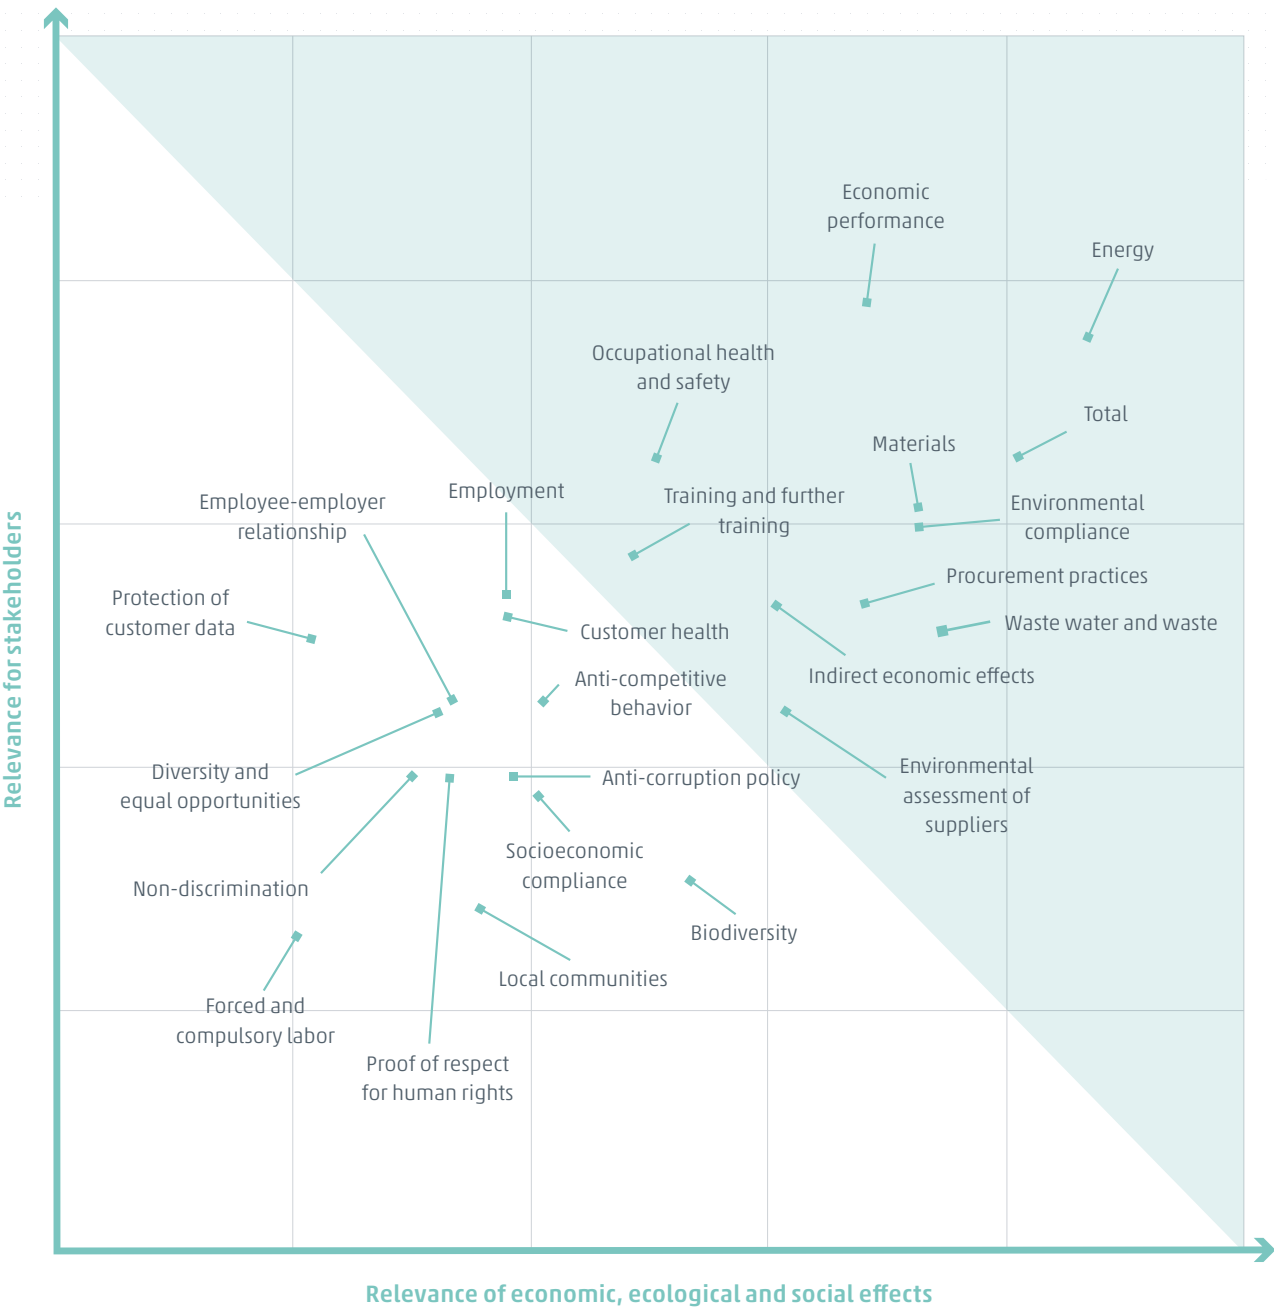 Economic
performance
Energy
Occupational health
and safety
Total
Materials
Employment
Training and further
training
Environmental
compliance
Employee-employer
relationship
Procurement practices
Protection of
customer data
Waste water and waste
Customer health
Indirect economic effects
Anti-competitive
behavior
Diversity and
equal opportunities
Anti-corruption policy
Environmental
assessment of
suppliers
Socioeconomic
compliance
Non-discrimination
Biodiversity
Local communities
Forced and
compulsory labor
Proof of respect
for human rights
Relevance for stakeholders
Relevance of economic, ecological and social effects